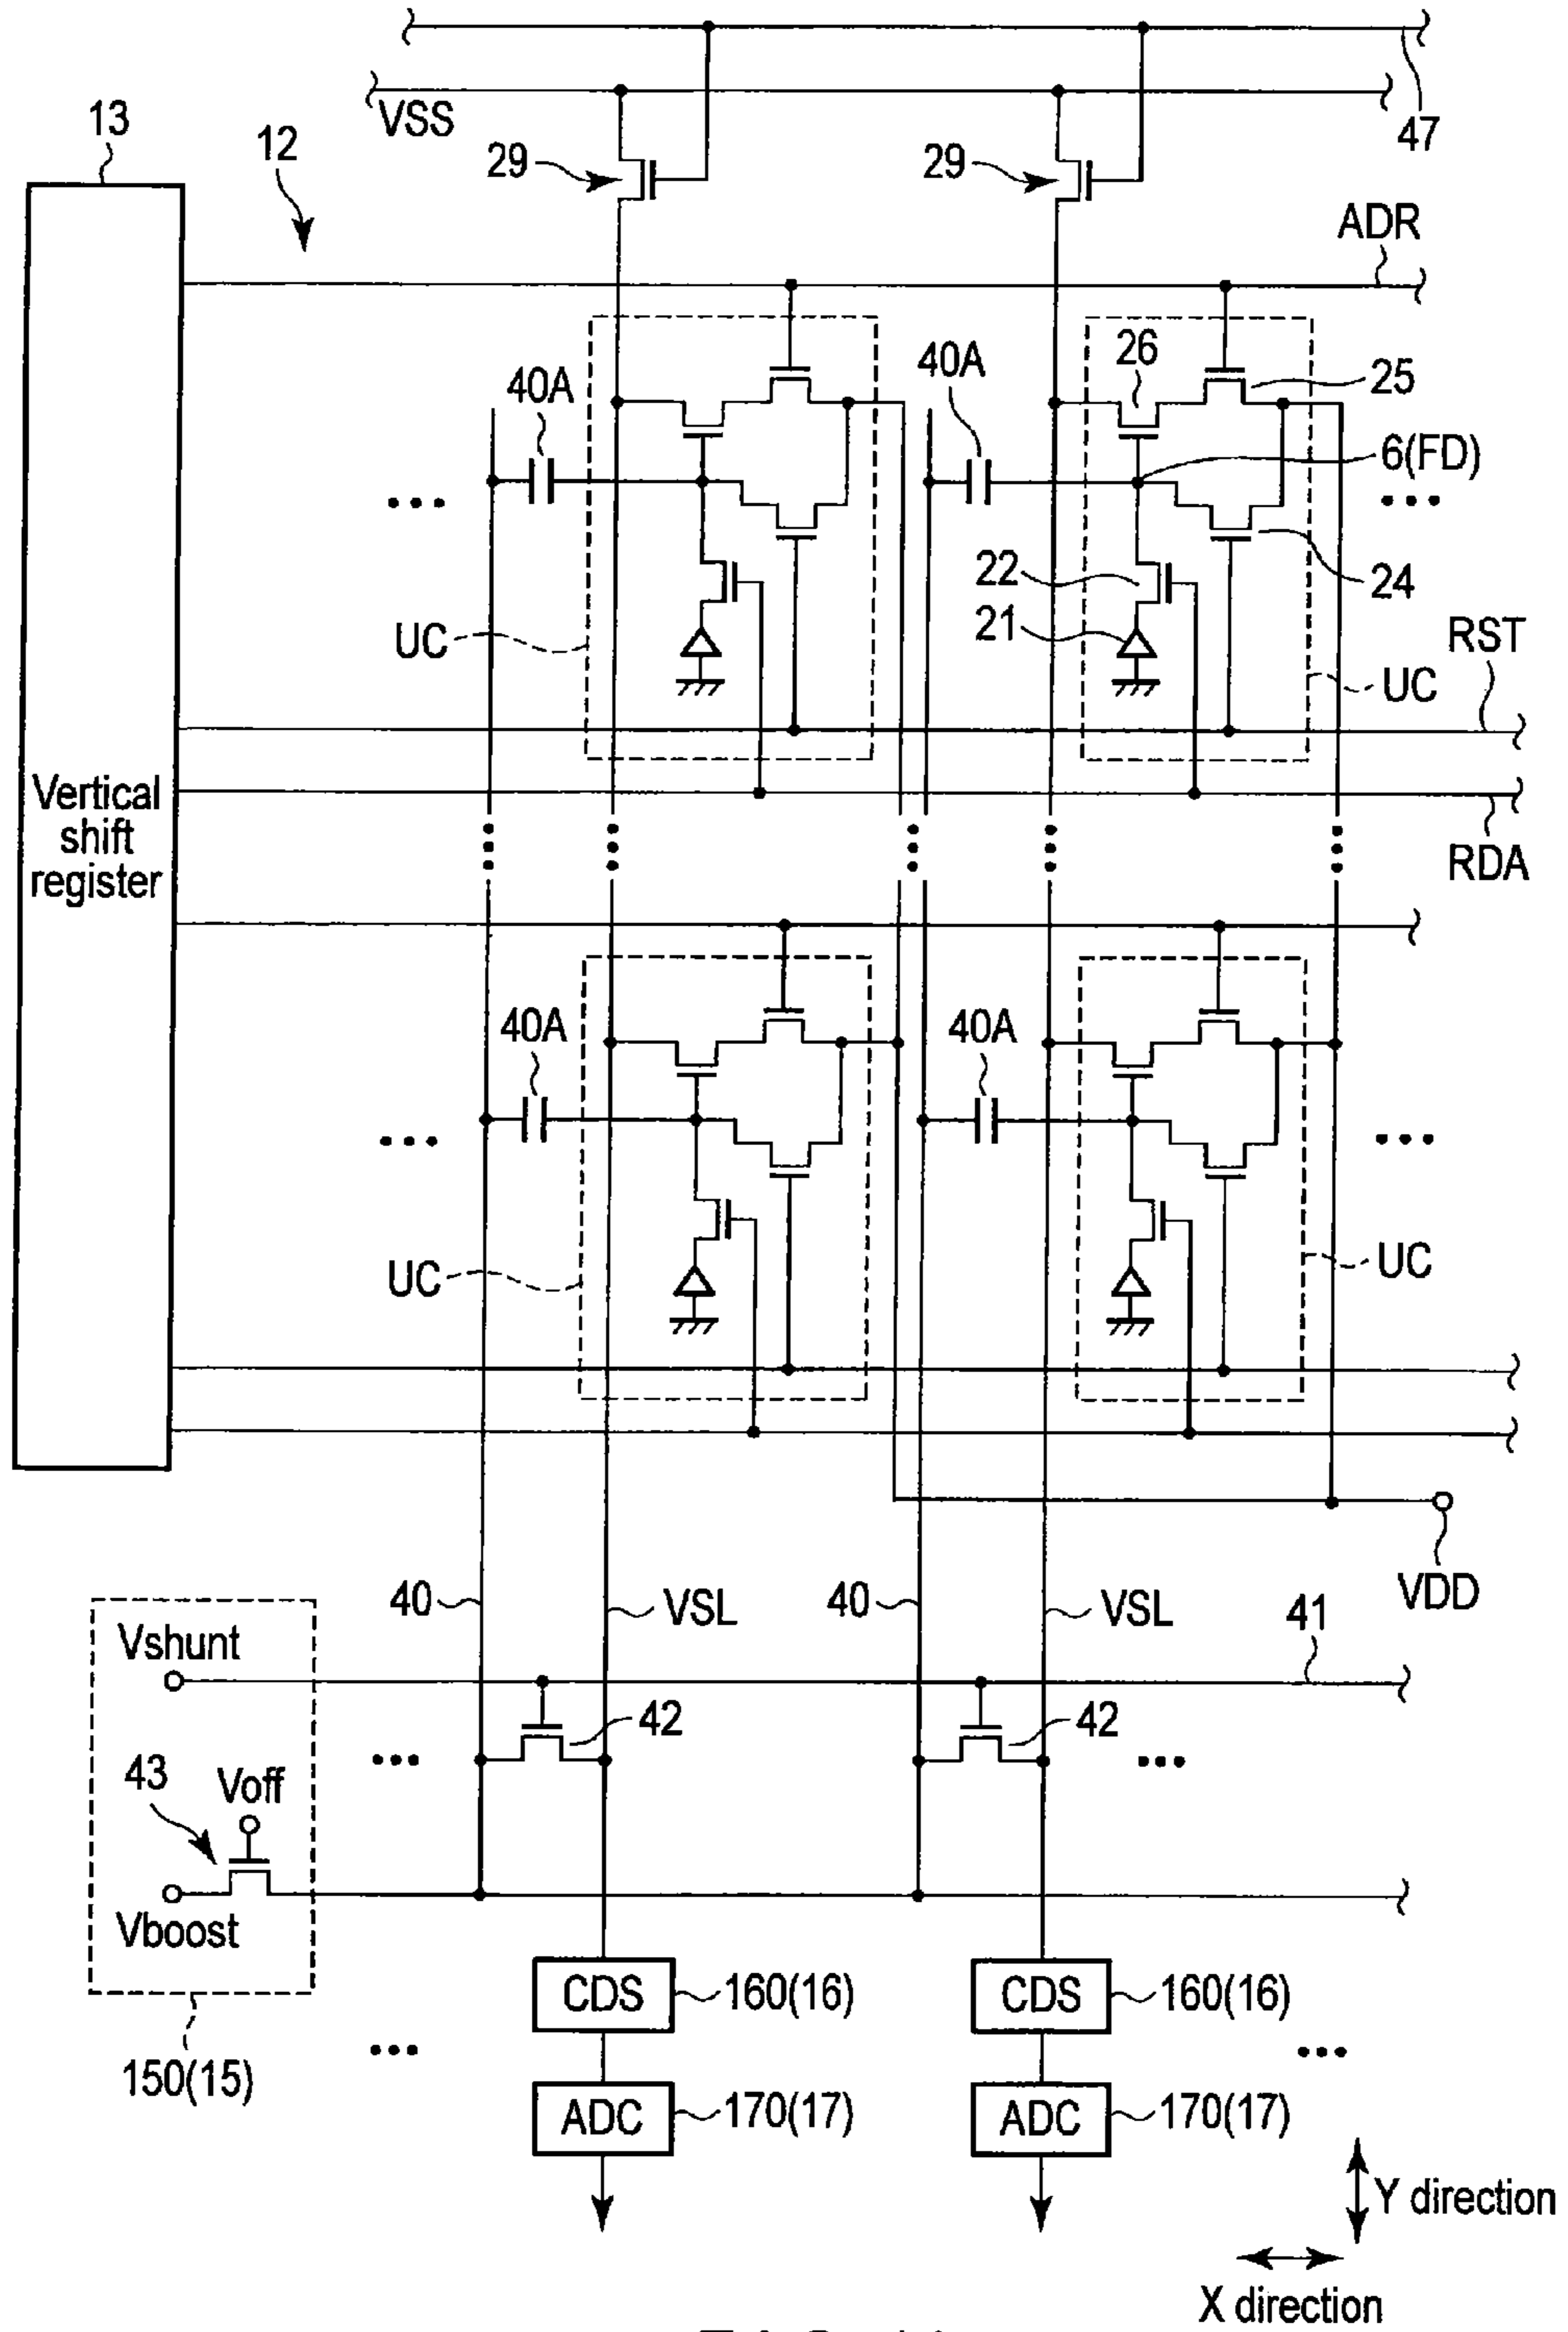 VSS
47
13
12
29
29
ADR
40A
40A
26
25
6(FD)
22
24
21
UC
UC
RST
RDA
Vertical
shift
register
40A
40A
UC
UC
VDD
40
VSL
40
VSL
41
Vshunt
42
42
43
Voff
Vboost
150(15)
CDS
160(16)
CDS
160(16)
ADC
170(17)
ADC
170(17)
Y direction
X direction